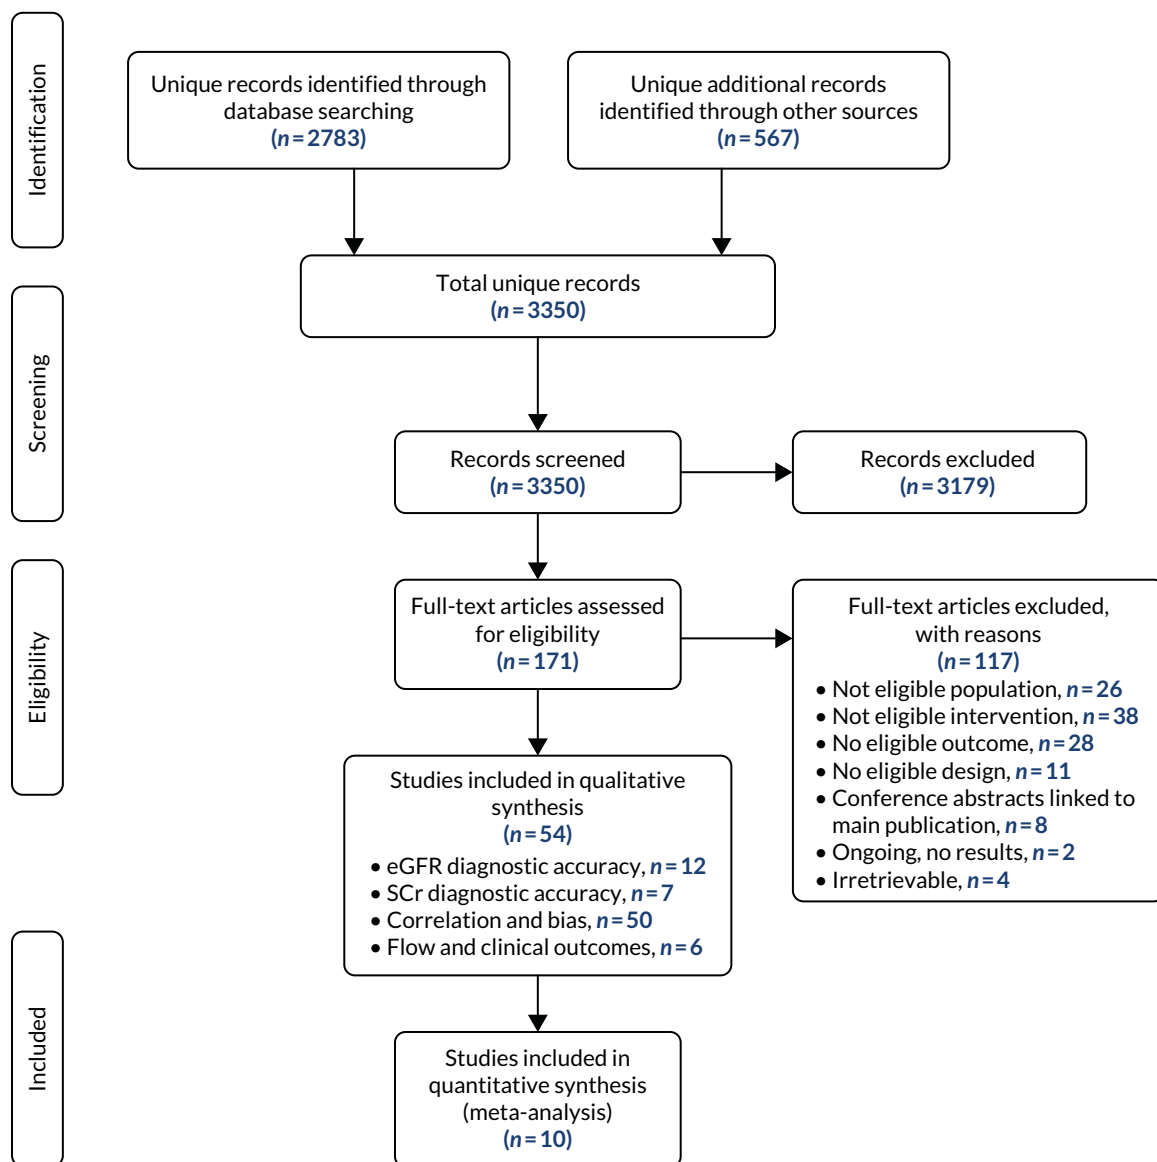 Identification
Unique records identified through
database searching
(n=2783)
Unique additional records
identified through other sources
(n=567)
Total unique records
(n=3350)
Screening
Records screened
(n=3350)
Records excluded
(n=3179)
Eligibility
Full-text articles assessed
for eligibility
(n=171)
Full-text articles excluded,
with reasons
(n=117)
• Not eligible population, n=26
• Not eligible intervention, n=38
• No eligible outcome, n=28
• No eligible design, n=11
• Conference abstracts linked to
main publication, n=8
• Ongoing, no results, n=2
• Irretrievable, n=4
Studies included in qualitative
synthesis
(n=54)
• eGFR diagnostic accuracy, n=12
• SCr diagnostic accuracy, n=7
• Correlation and bias, n=50
• Flow and clinical outcomes, n=6
Included
Studies included in
quantitative synthesis
(meta-analysis)
(n=10)